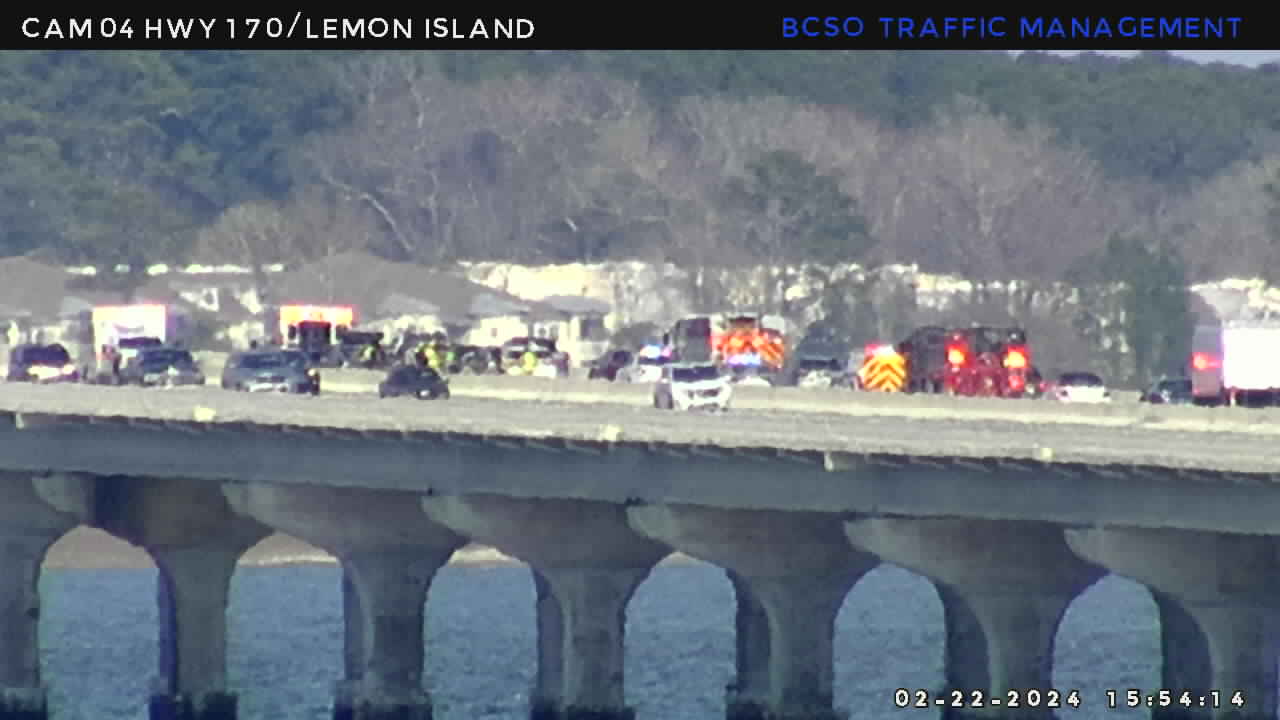 CAM04 HWY 170/LEMON ISLAND
BCSO TRAFFIC MANAGEMENT
02-22-2024 15:54:14